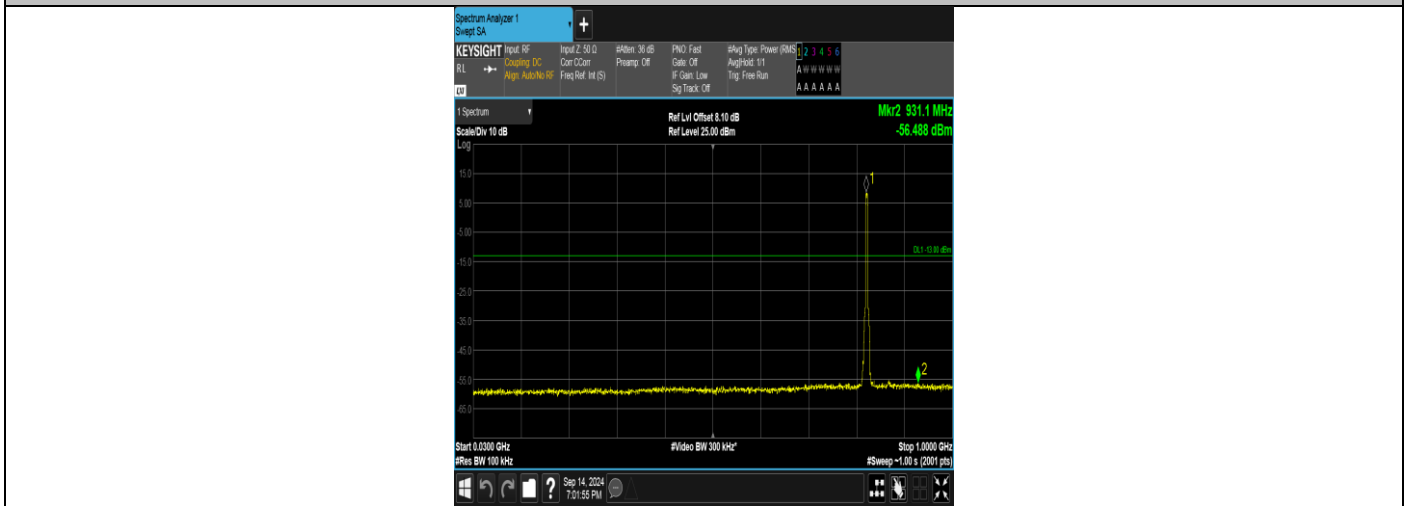 Spectrum Analyzer 1
Swept SA
KEYSIGHT Input: RF Input Z: 50 Ω #Atten: 36 dB PNO: Fast #Avg Type: Power (RMS 1 2 3 4 5 6
RL Coupling: DC Corr CCorr Preamp: Off Gate: Off Avg|Hold: 1/1 A W W W W W
Align: Auto/No RF Freq Ref: Int (S) IF Gain: Low Trig: Free Run
Sig Track: Off A A A A A A
1 Spectrum Ref Lvl Offset 8.10 dB Mkr2 931.1 MHz
Scale/Div 10 dB Ref Level 25.00 dBm -56.488 dBm
Log
15.0
1
5.00
-5.00
DL1 -13.00 dBm
-15.0
-25.0
-35.0
-45.0
2
-55.0
-65.0
Start 0.0300 GHz #Video BW 300 kHz* Stop 1.0000 GHz
#Res BW 100 kHz #Sweep ~1.00 s (2001 pts)
? Sep 14, 2024
7:01:55 PM